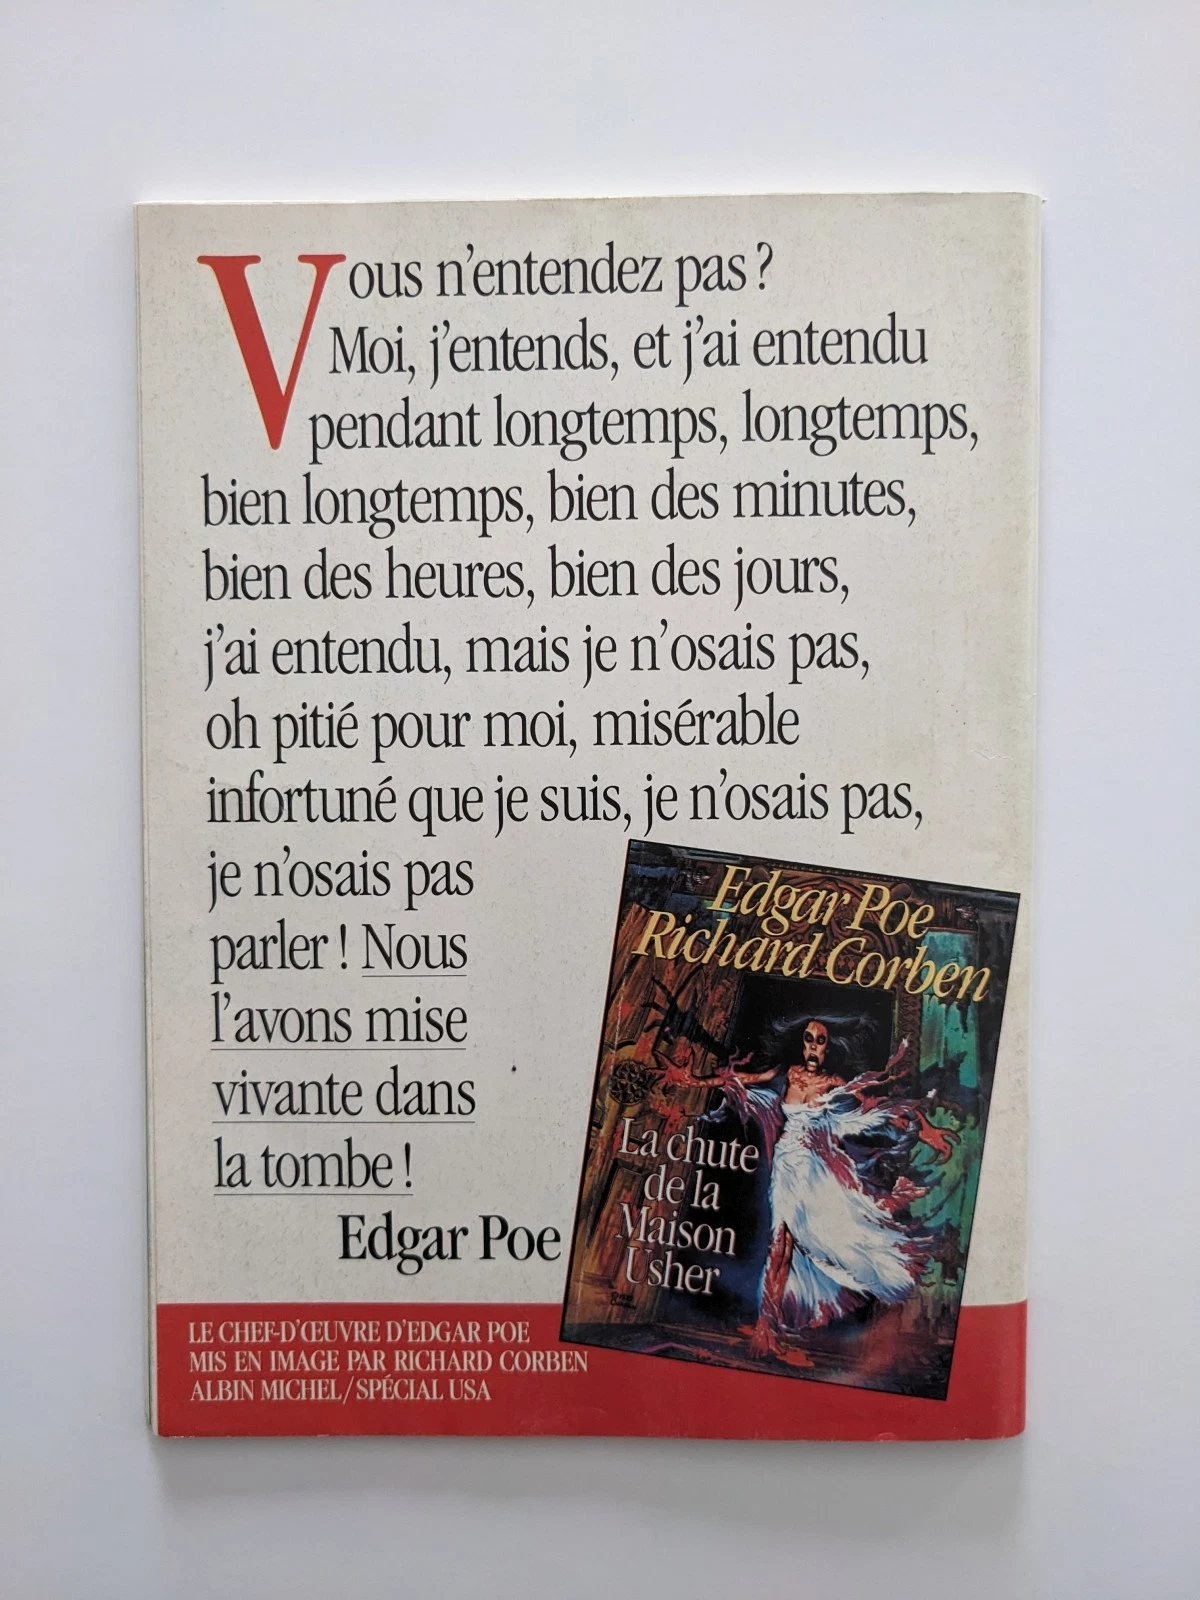 Vous n'entendez pas ?
Moi, j'entends, et j'ai entendu
pendant longtemps, longtemps,
bien longtemps, bien des minutes,
bien des heures, bien des jours,
j'ai entendu, mais je n'osais pas,
oh pitié pour moi, misérable
infortuné que je suis, je n'osais pas,
je n'osais pas
parler ! Nous
l'avons mise
vivante dans
la tombe !
Edgar Poe
Edgar Poe
Richard Corben
La chute
de la
Maison
Usher
LE CHEF-D'ŒUVRE D'EDGAR POE
MIS EN IMAGE PAR RICHARD CORBEN
ALBIN MICHEL/SPÉCIAL USA